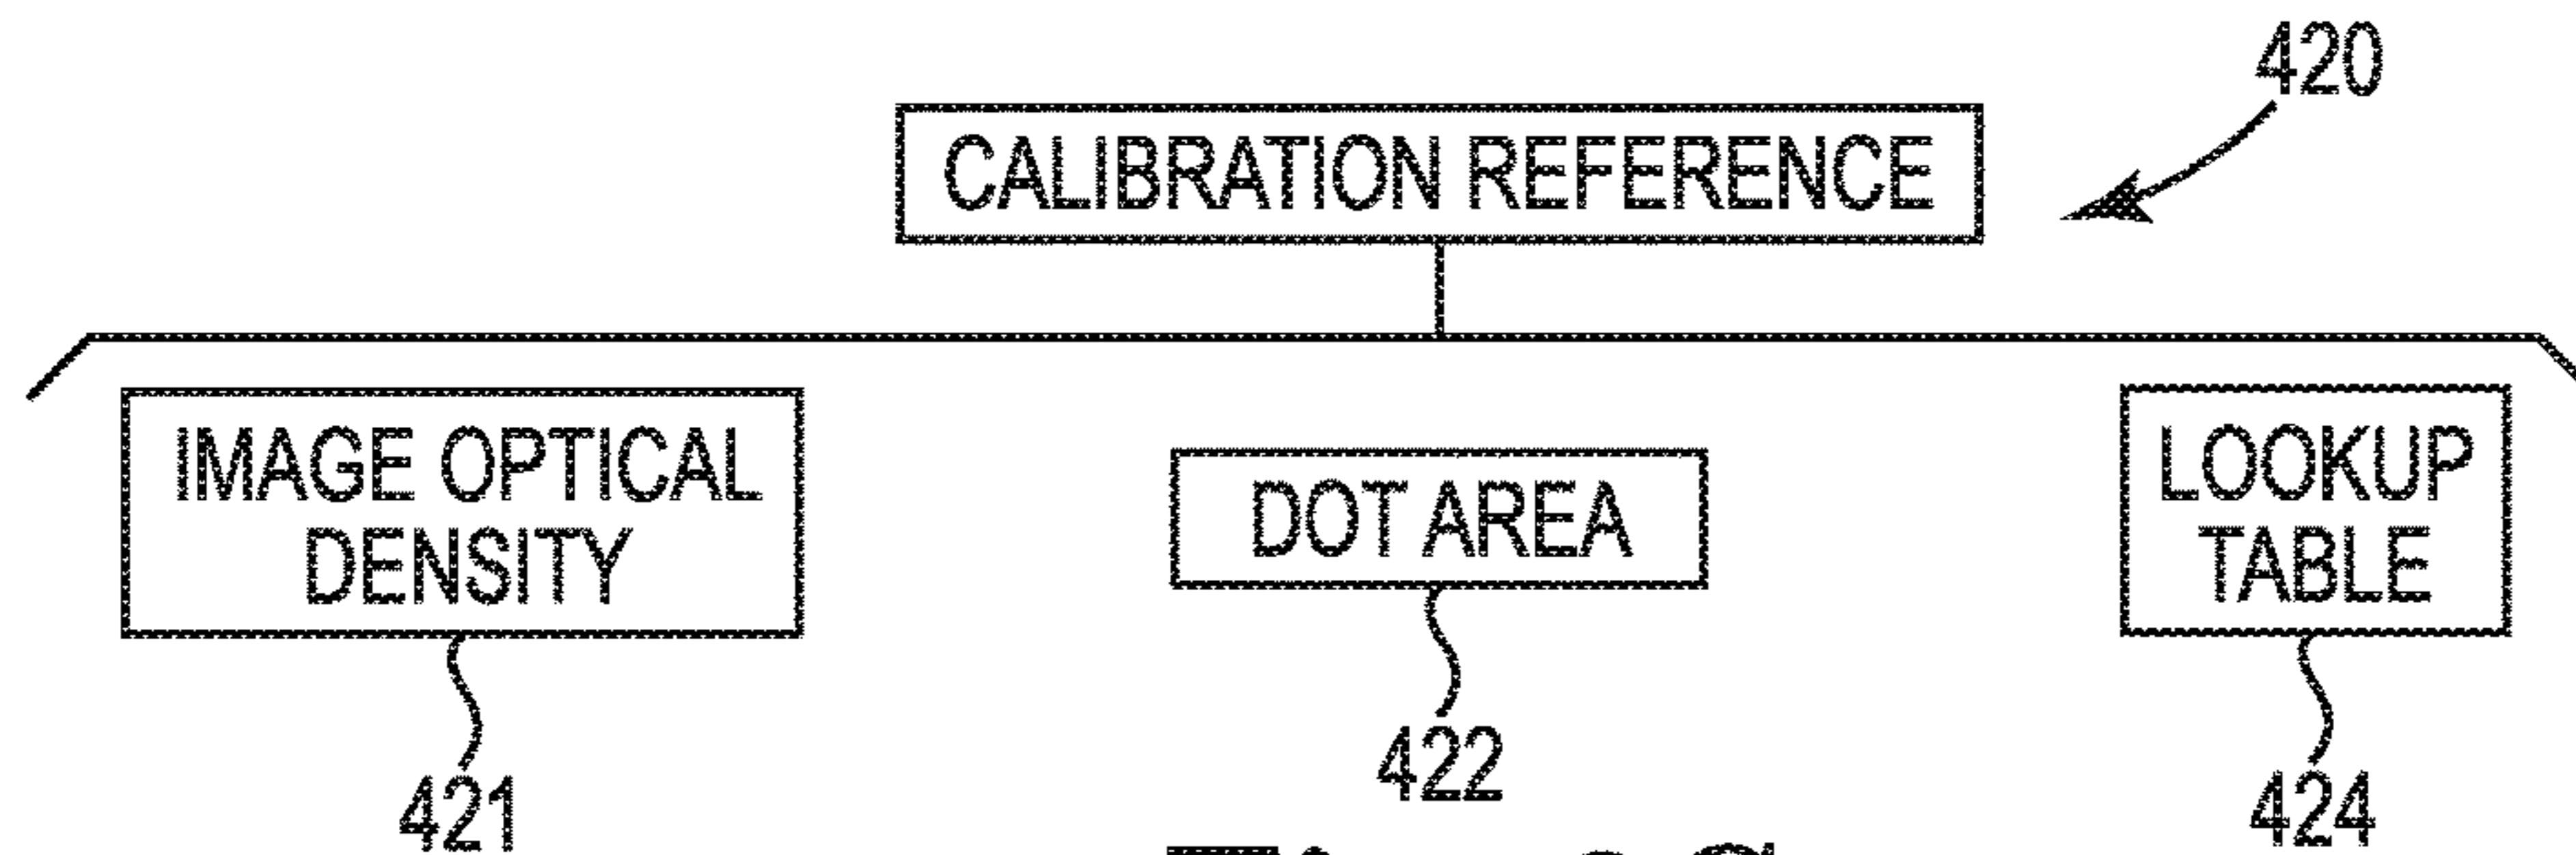 420
CALIBRATION REFERENCE
IMAGE OPTICAL
DENSITY
DOT AREA
LOOKUP
TABLE
421
422
424